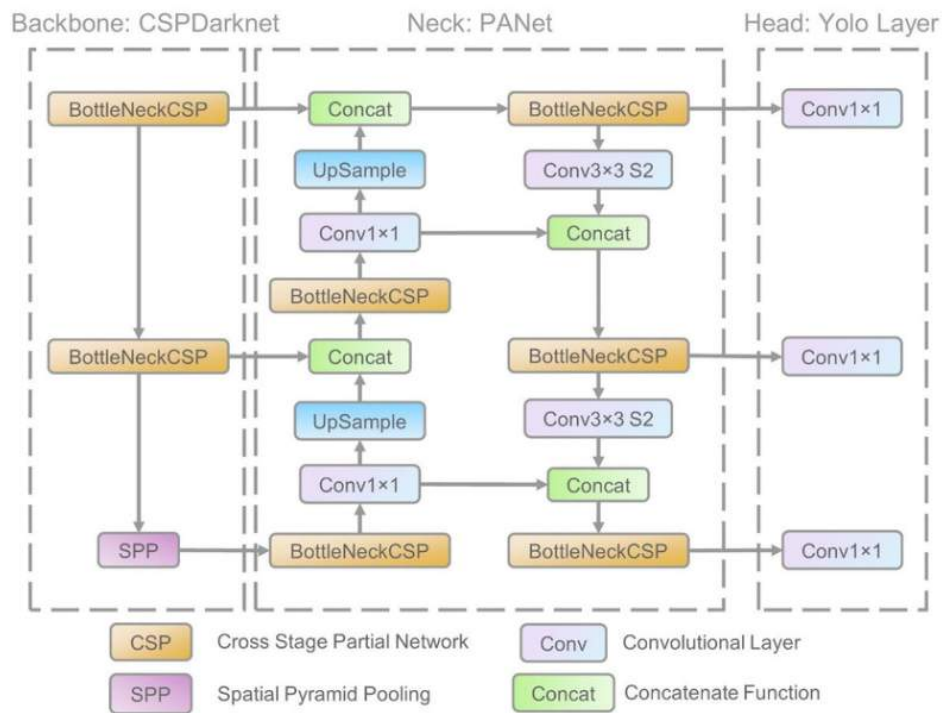 Backbone: CSPDarknet Neck: PANet Head: Yolo Layer
BottleNeckCSP Concat BottleNeckCSP Conv1×1
UpSample Conv3×3 S2
Conv1×1 Concat
BottleNeckCSP
BottleNeckCSP Concat BottleNeckCSP Conv1×1
UpSample Conv3×3 S2
Conv1×1 Concat
SPP BottleNeckCSP BottleNeckCSP Conv1×1
CSP Cross Stage Partial Network Conv Convolutional Layer
SPP Spatial Pyramid Pooling Concat Concatenate Function